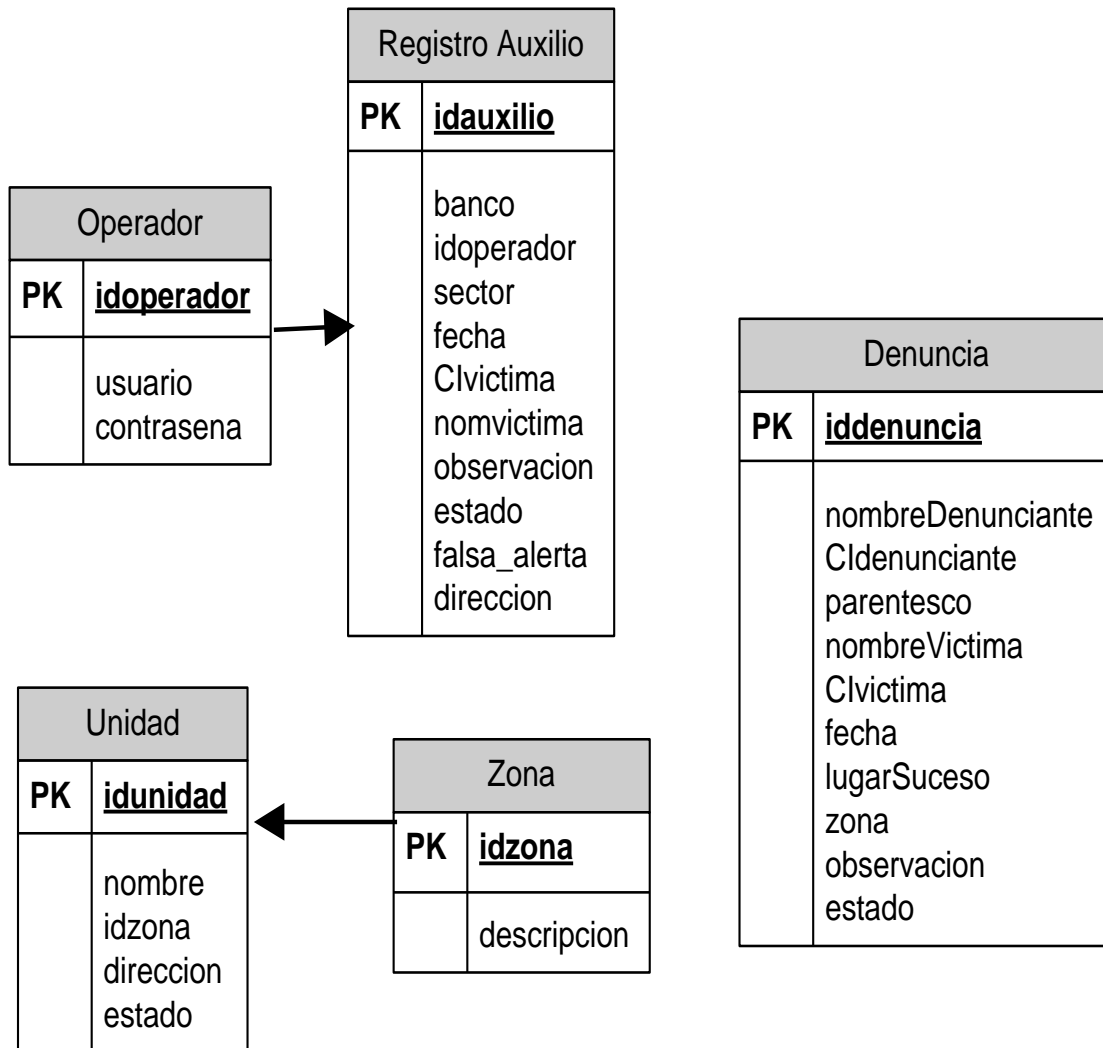 Registro Auxilio
PK idauxilio
banco
idoperador
sector
fecha
CIvictima
nomvictima
observacion
estado
falsa_alerta
direccion
Operador
PK idoperador
usuario
contrasena
Denuncia
PK iddenuncia
nombreDenunciante
CIdenunciante
parentesco
nombreVictima
CIvictima
fecha
lugarSuceso
zona
observacion
estado
Unidad
PK idunidad
nombre
idzona
direccion
estado
Zona
PK idzona
descripcion